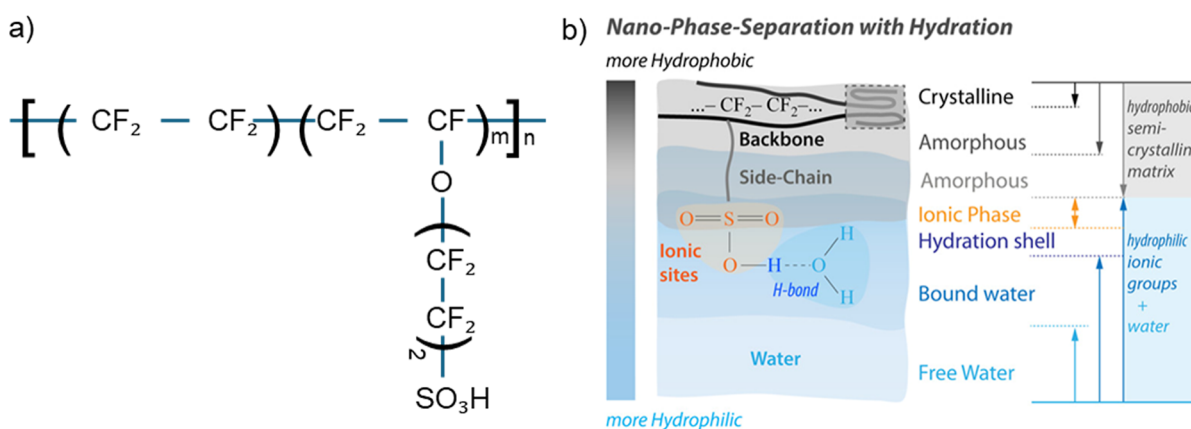 a)
[ ( CF₂ — CF₂ ) ( CF₂ — CF )m ]n
O
( CF₂
CF₂ )₂
SO₃H
b)
Nano-Phase-Separation with Hydration
more Hydrophobic
...– CF₂– CF₂–...
Backbone
Side-Chain
O=S=O
Ionic sites
O—H---O
H
H
H-bond
Water
more Hydrophilic
Crystalline
Amorphous
Amorphous
Ionic Phase
Hydration shell
Bound water
Free Water
hydrophobic
semi-
crystallin
matrix
hydrophilic
ionic
groups
+
water